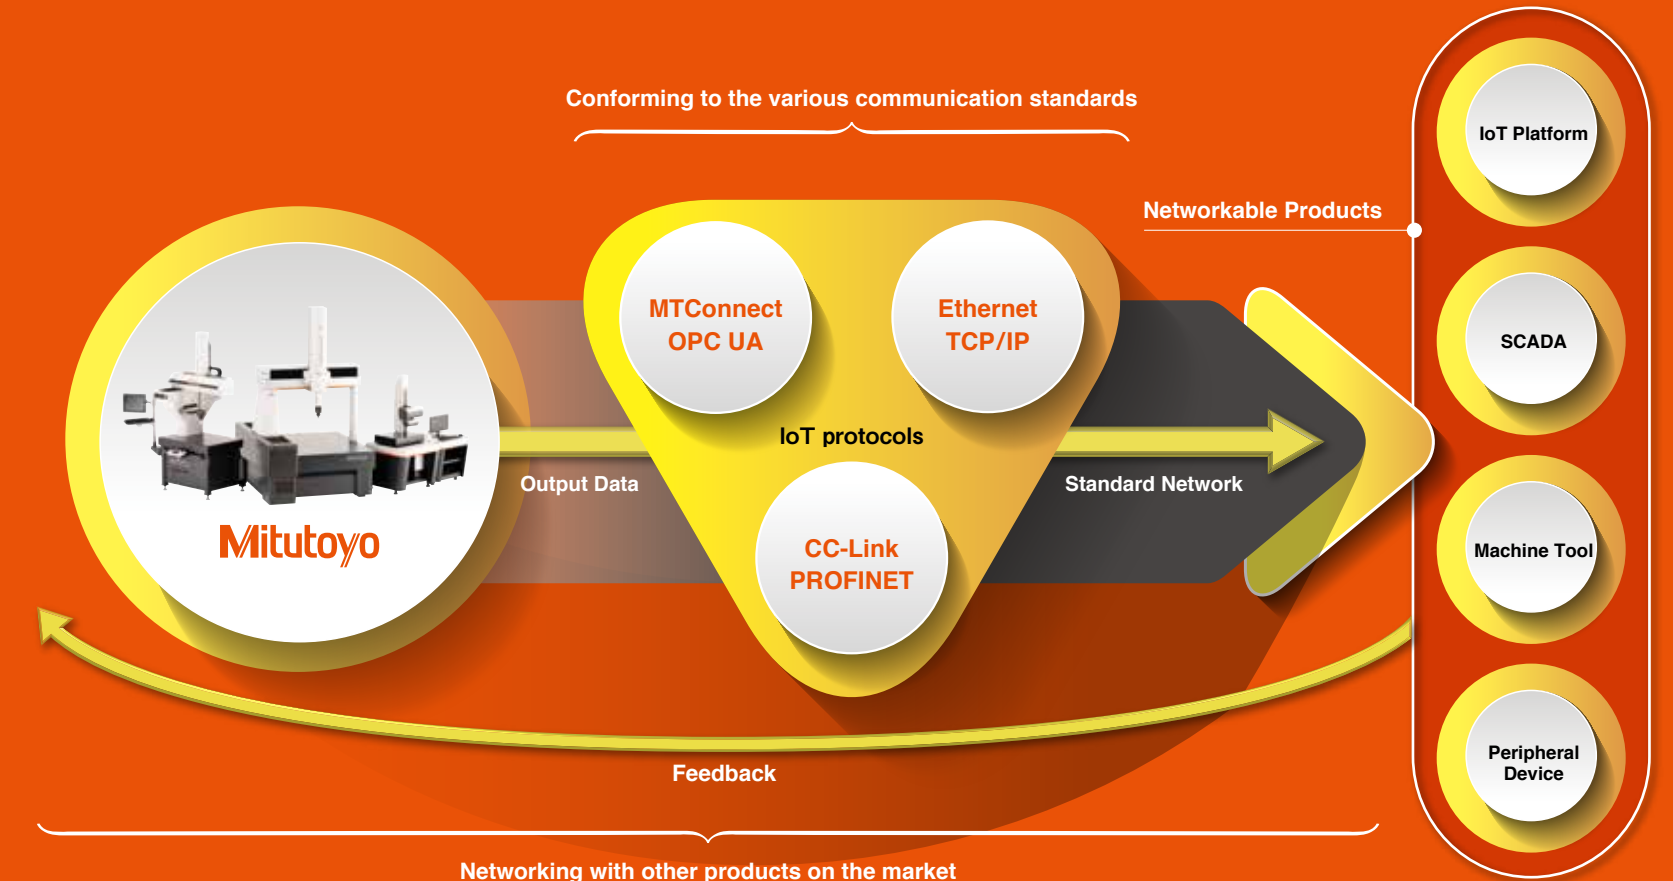 Conforming to the various communication standards
IoT Platform
Networkable Products
MTConnect
OPC UA
Ethernet
TCP/IP
SCADA
IoT protocols
Output Data
Standard Network
Mitutoyo
CC-Link
PROFINET
Machine Tool
Peripheral
Device
Feedback
Networking with other products on the market